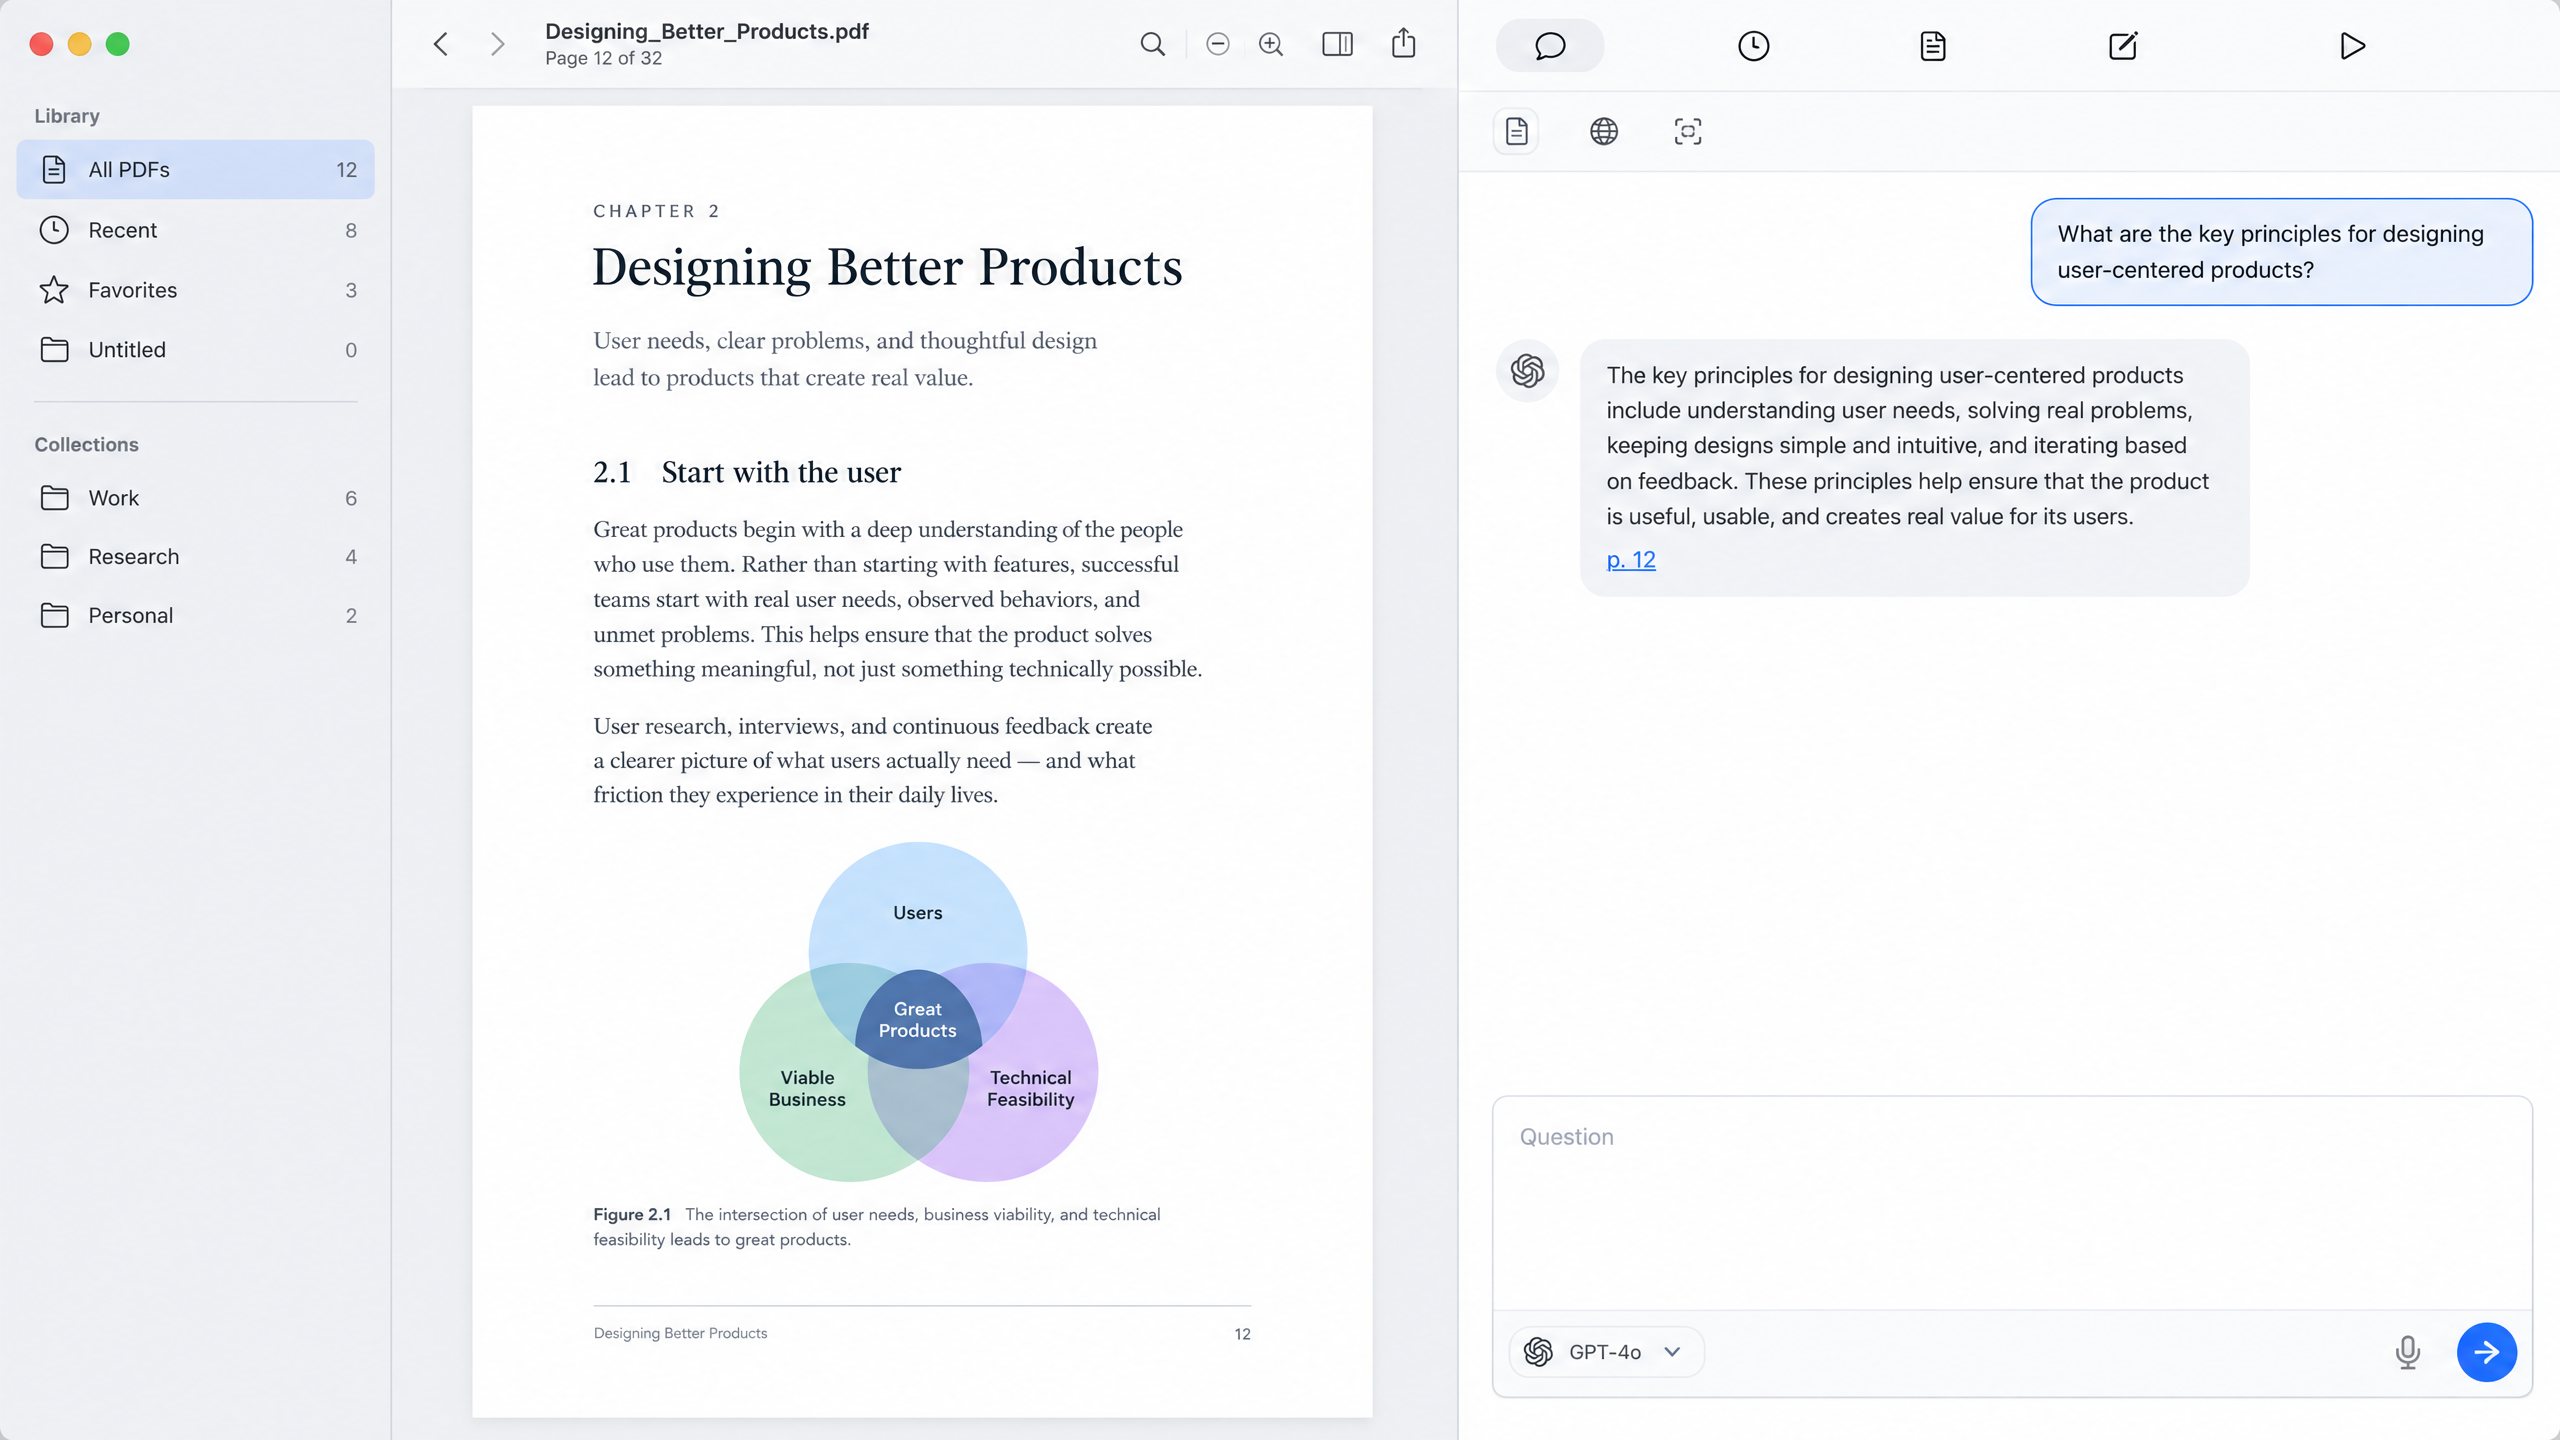 Library
All PDFs 12
Recent 8
Favorites 3
Untitled 0
Collections
Work 6
Research 4
Personal 2
Designing_Better_Products.pdf
Page 12 of 32
CHAPTER 2
Designing Better Products
User needs, clear problems, and thoughtful design
lead to products that create real value.
2.1 Start with the user
Great products begin with a deep understanding of the people
who use them. Rather than starting with features, successful
teams start with real user needs, observed behaviors, and
unmet problems. This helps ensure that the product solves
something meaningful, not just something technically possible.
User research, interviews, and continuous feedback create
a clearer picture of what users actually need — and what
friction they experience in their daily lives.
Users
Great
Products
Viable
Business
Technical
Feasibility
Figure 2.1 The intersection of user needs, business viability, and technical
feasibility leads to great products.
Designing Better Products 12
What are the key principles for designing
user-centered products?
The key principles for designing user-centered products
include understanding user needs, solving real problems,
keeping designs simple and intuitive, and iterating based
on feedback. These principles help ensure that the product
is useful, usable, and creates real value for its users.
p. 12
Question
GPT-4o